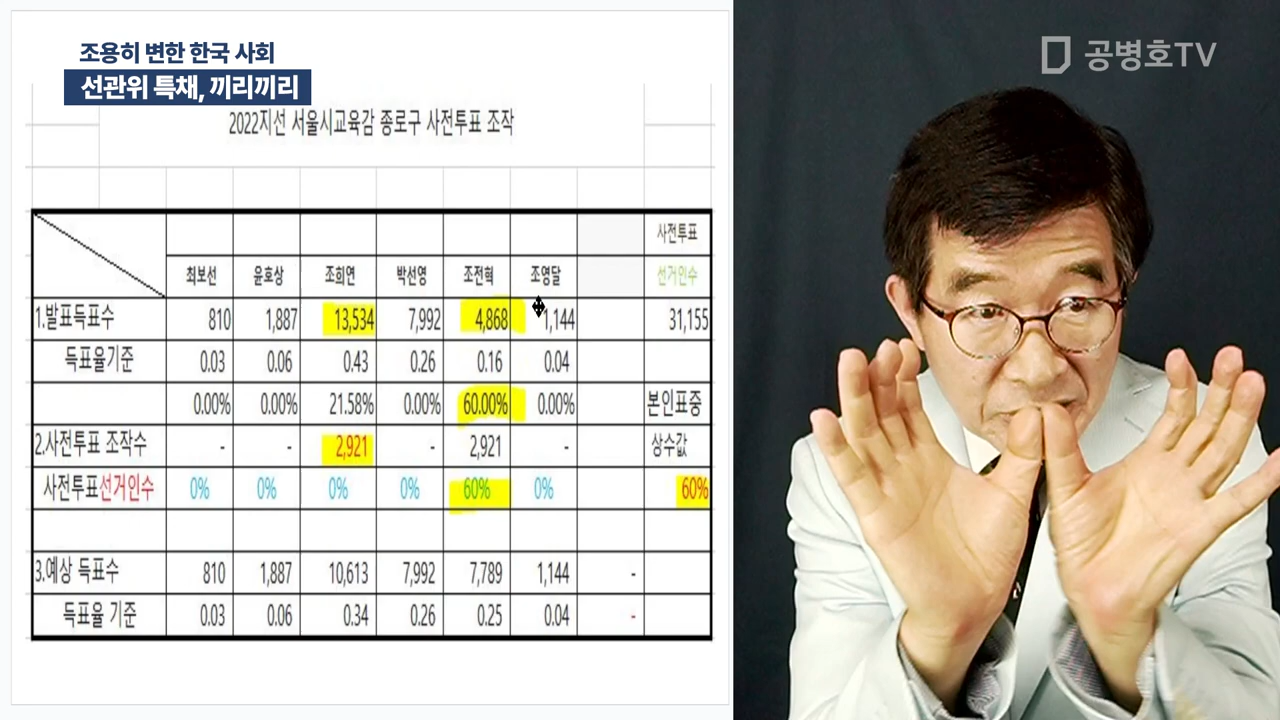 조용히 변한 한국 사회
선관위 특채, 끼리끼리
공병호TV
2022지선 서울시교육감 종로구 사전투표 조작
사전투표
최보선 윤호상 조희연 박선영 조전혁 조영달 선거인수
1.발표득표수 810 1,887 13,534 7,992 4,868 1,144 31,155
득표율기준 0.03 0.06 0.43 0.26 0.16 0.04
0.00% 0.00% 21.58% 0.00% 60.00% 0.00% 본인표중
2.사전투표 조작수 - - 2,921 - 2,921 - 상수값
사전투표선거인수 0% 0% 0% 0% 60% 0% 60%
3.예상 득표수 810 1,887 10,613 7,992 7,789 1,144 -
득표율 기준 0.03 0.06 0.34 0.26 0.25 0.04 -